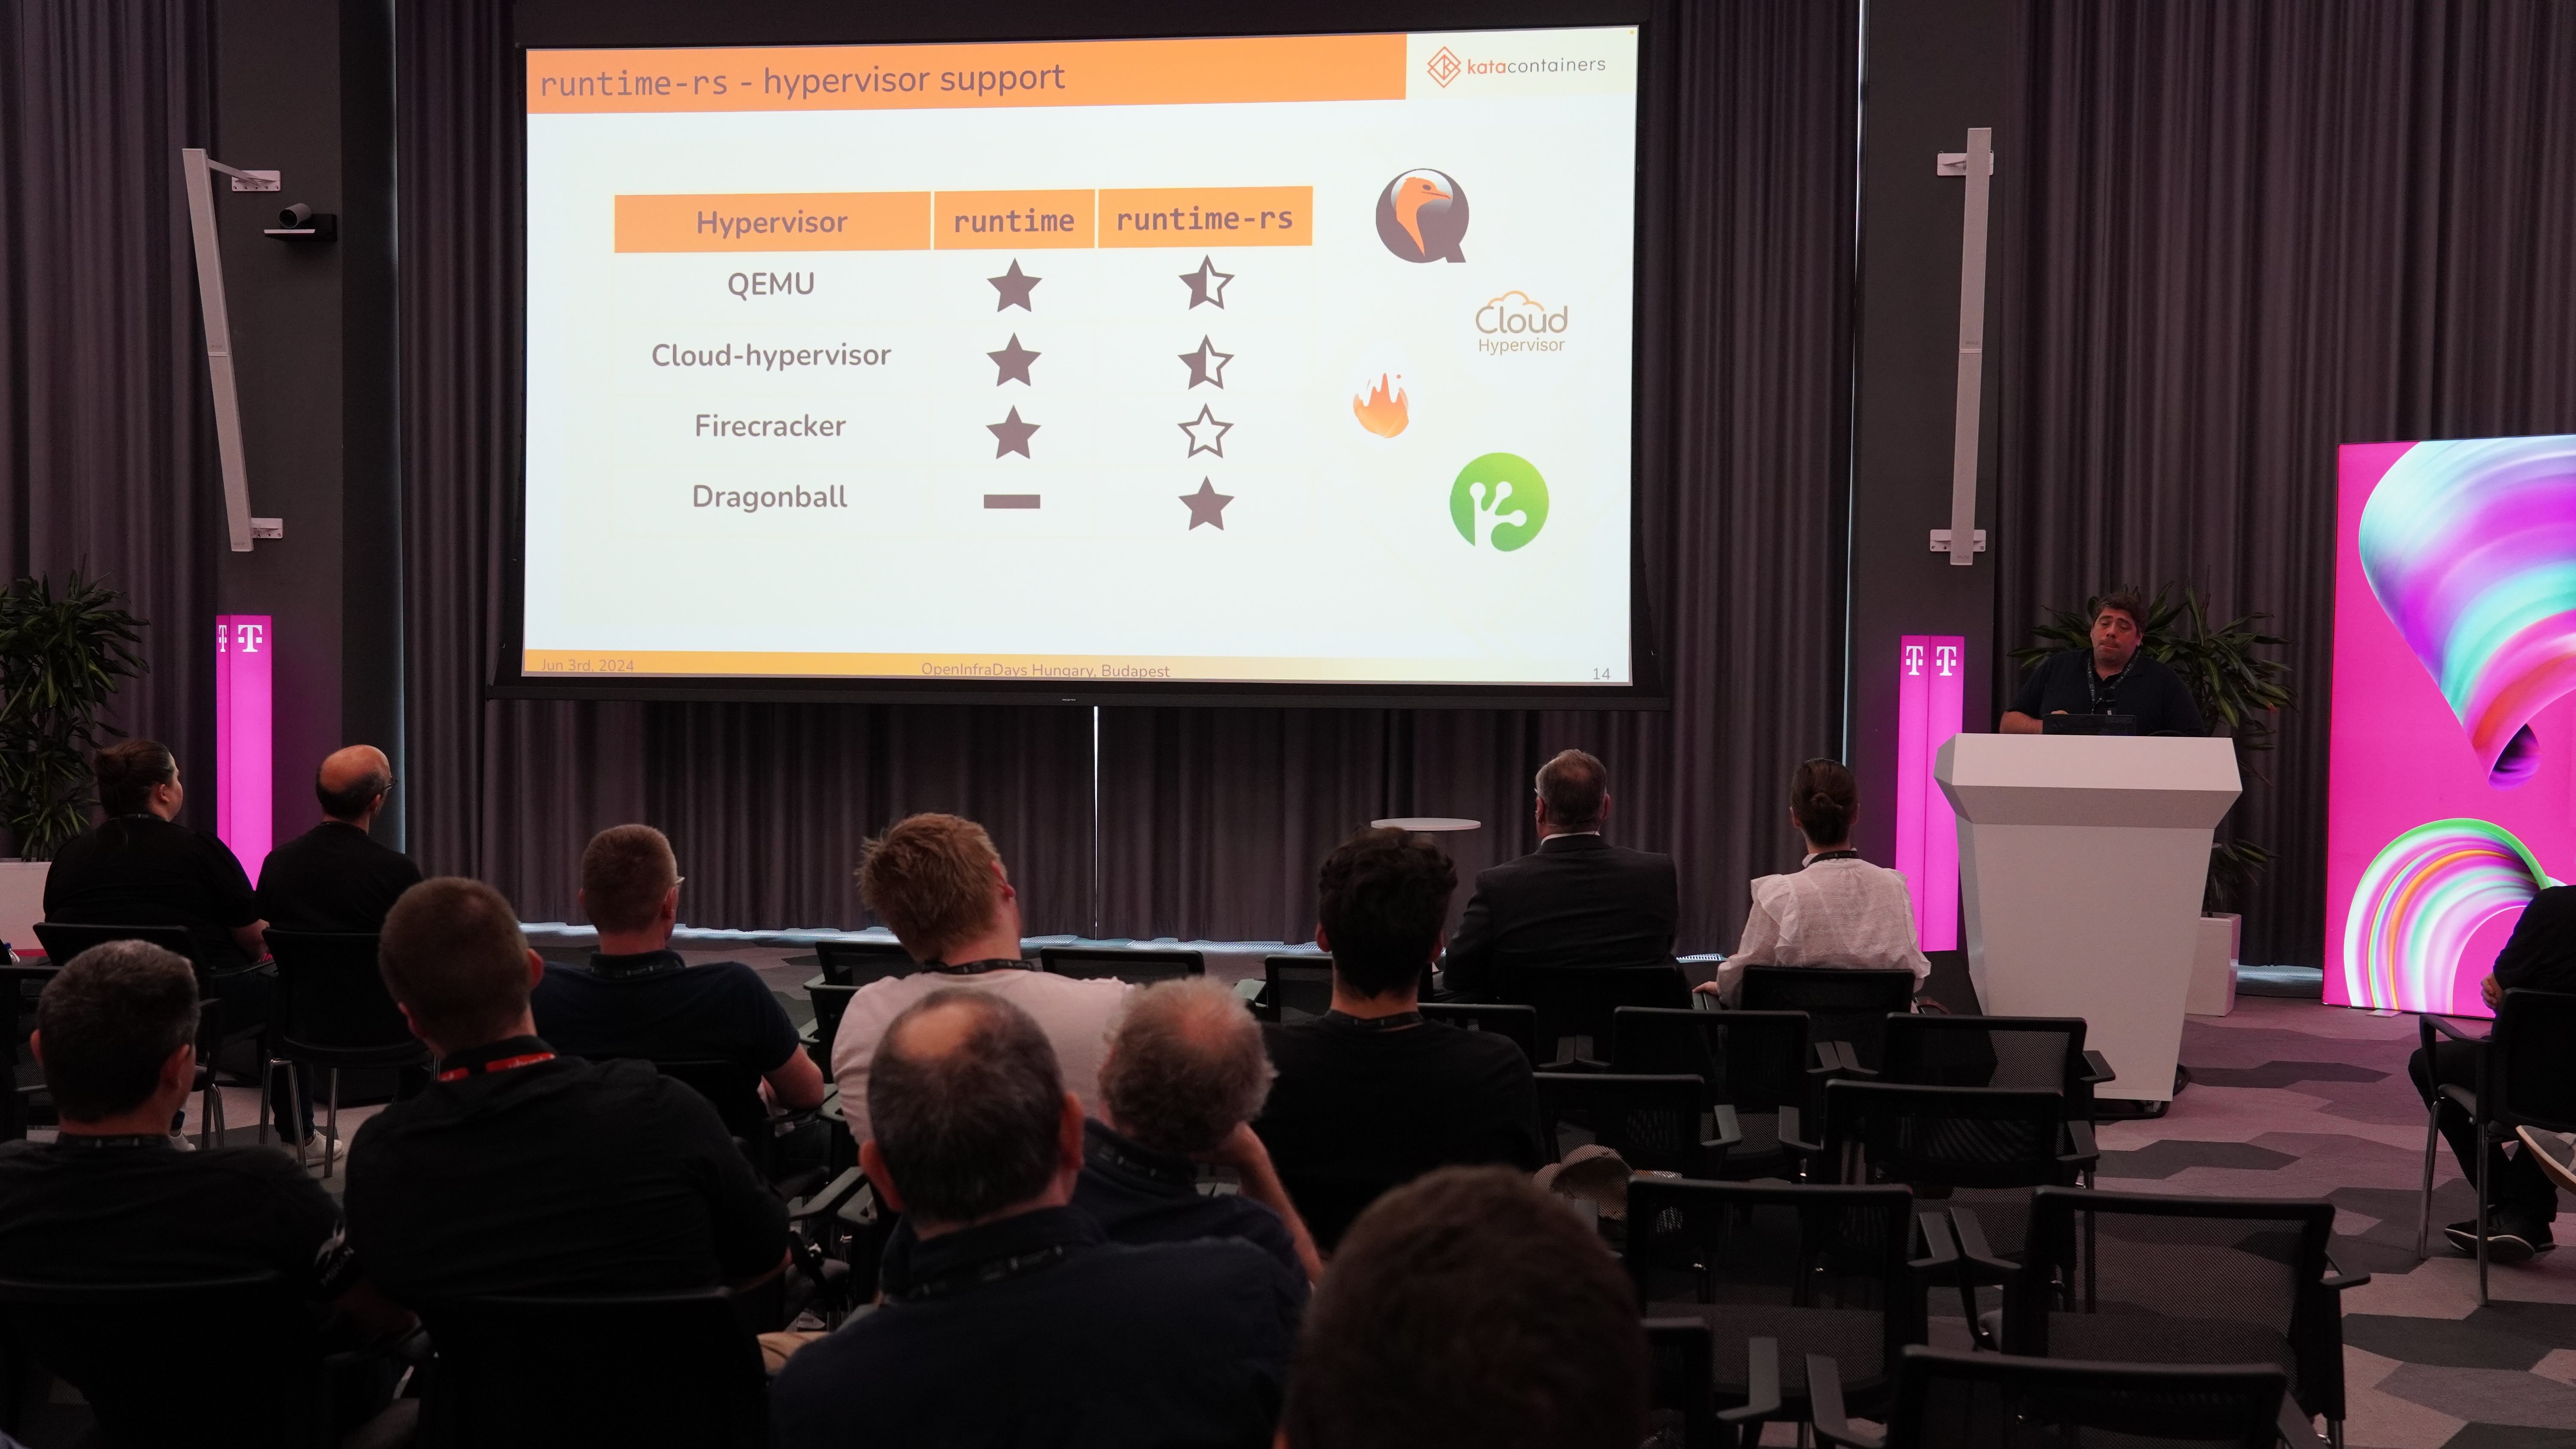 runtime-rs - hypervisor support
katacontainers
Hypervisor runtime runtime-rs
QEMU
Cloud-hypervisor
Firecracker
Dragonball
Cloud
Hypervisor
Jun 3rd, 2024
OpenInfraDays Hungary, Budapest
14
T T
T T